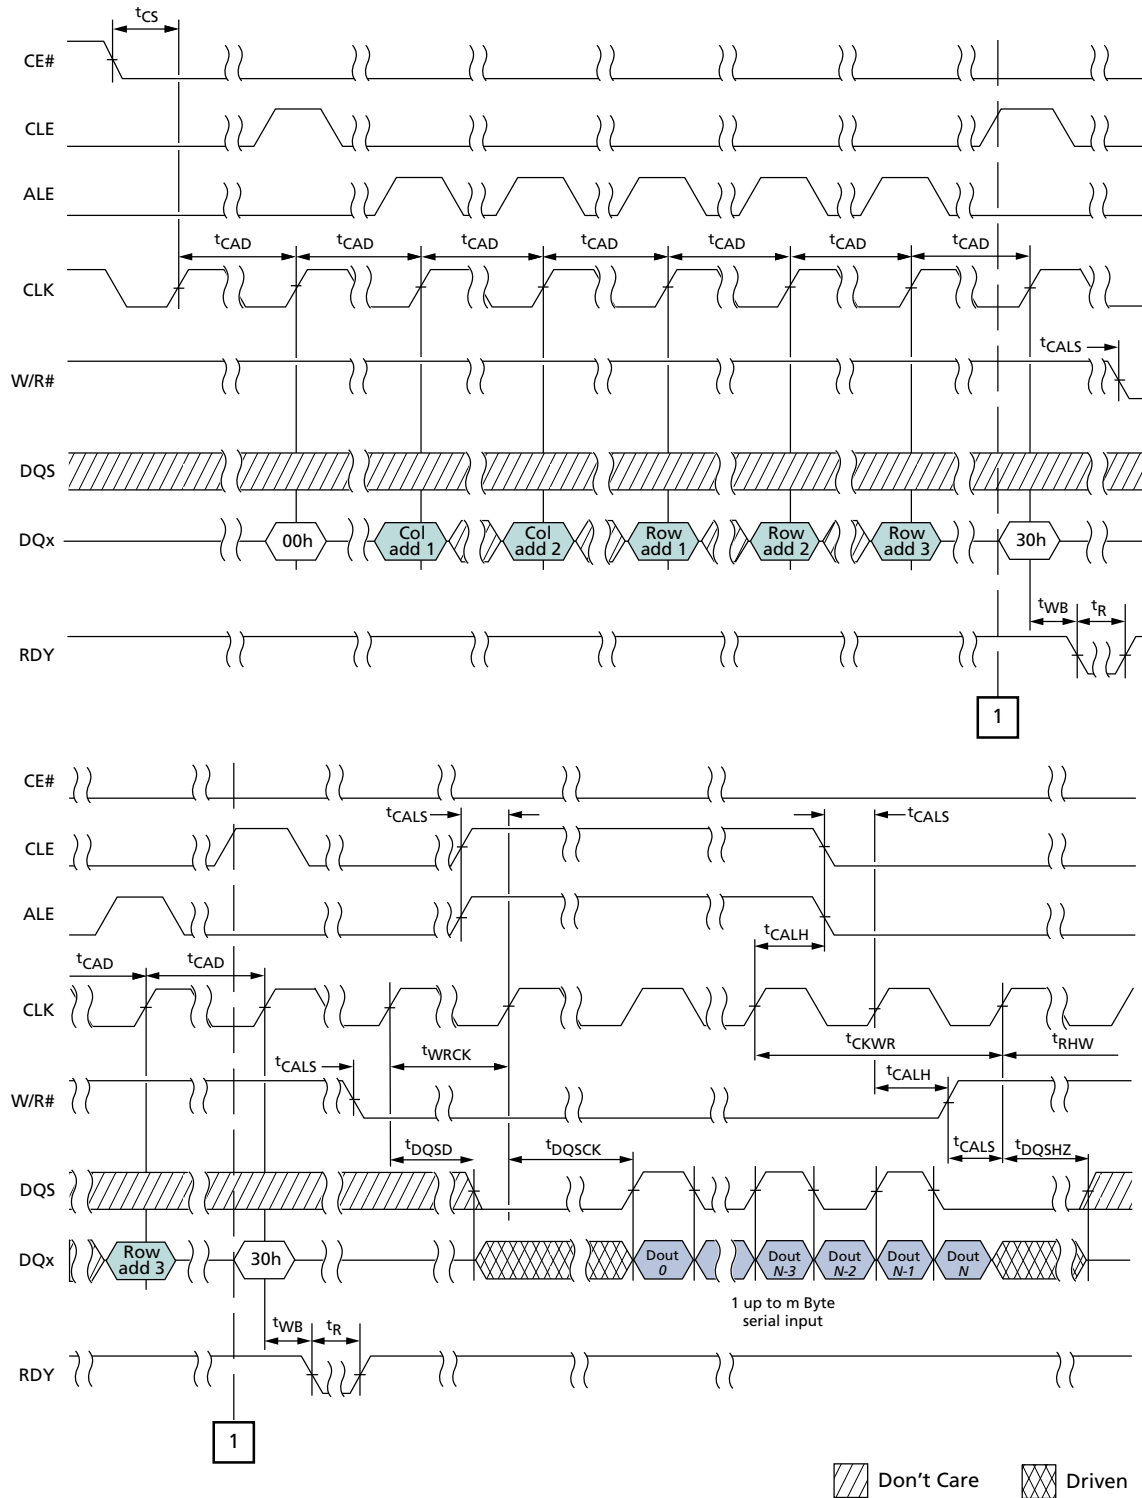 tCS
CE#
CLE
ALE
tCAD tCAD tCAD tCAD tCAD tCAD tCAD
CLK
tCALS
W/R#
DQS
DQx
00h
Col add 1
Col add 2
Row add 1
Row add 2
Row add 3
30h
tWB tR
RDY
1
CE#
tCALS tCALS
CLE
ALE
tCALH
tCAD tCAD
CLK
tCKWR tRHW
tCALS tWRCK
tCALH
W/R#
tDQSD tDQSCK tCALS tDQSHZ
DQS
DQx
Row add 3
30h
Dout 0
Dout N-3
Dout N-2
Dout N-1
Dout N
1 up to m Byte
serial input
tWB tR
RDY
1
Don't Care Driven